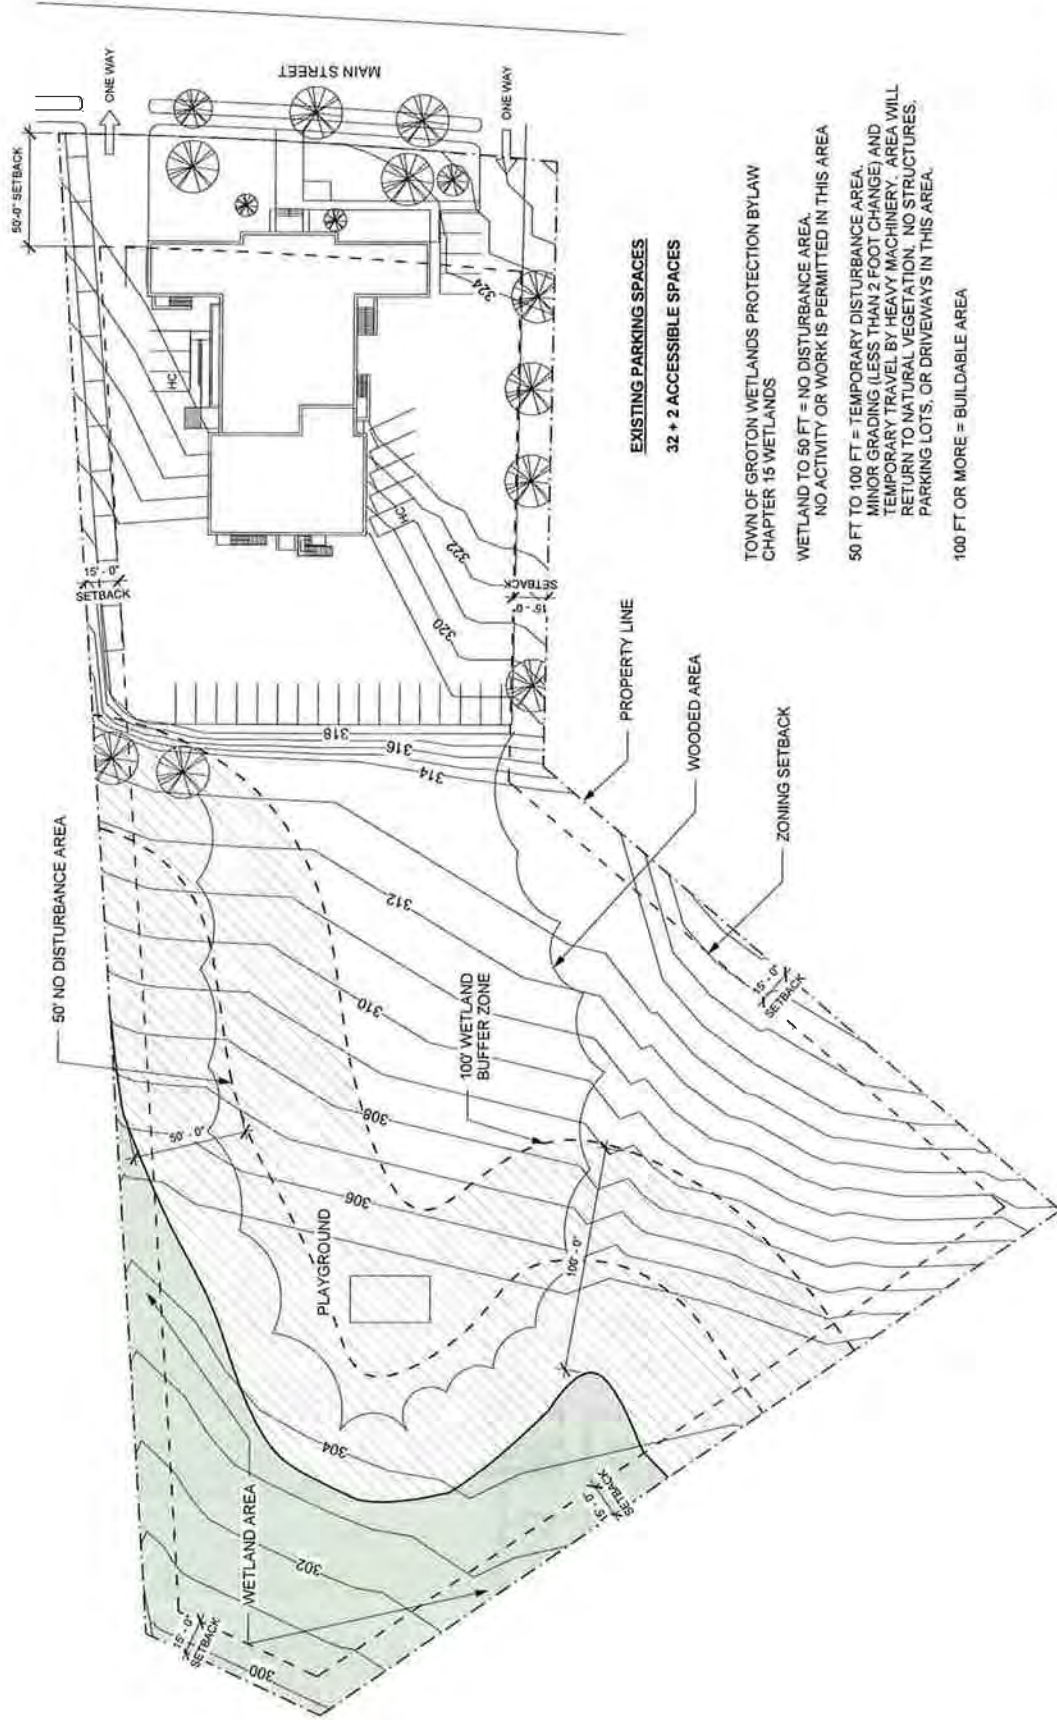 50'-0" SETBACK
ONE WAY
MAIN STREET
ONE WAY
HC
324
EXISTING PARKING SPACES
32 + 2 ACCESSIBLE SPACES
TOWN OF GROTON WETLANDS PROTECTION BYLAW
CHAPTER 15 WETLANDS
WETLAND TO 50 FT = NO DISTURBANCE AREA.
NO ACTIVITY OR WORK IS PERMITTED IN THIS AREA
50 FT TO 100 FT = TEMPORARY DISTURBANCE AREA.
MINOR GRADING (LESS THAN 2 FOOT CHANGE) AND
TEMPORARY TRAVEL BY HEAVY MACHINERY. AREA WILL
RETURN TO NATURAL VEGETATION. NO STRUCTURES,
PARKING LOTS, OR DRIVEWAYS IN THIS AREA.
100 FT OR MORE = BUILDABLE AREA
15' - 0"
SETBACK
HC
322
320
15' - 0"
SETBACK
318
316
314
PROPERTY LINE
WOODED AREA
ZONING SETBACK
50' NO DISTURBANCE AREA
312
310
100' WETLAND
BUFFER ZONE
308
306
50' - 0"
15' - 0"
SETBACK
PLAYGROUND
100' - 0"
304
WETLAND AREA
302
15' - 0"
SETBACK
15' - 0"
SETBACK
300